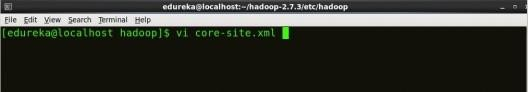 edureka@localhost:~/hadoop-2.7.3/etc/hadoop
File Edit View Search Terminal Help
[edureka@localhost hadoop]$ vi core-site.xml